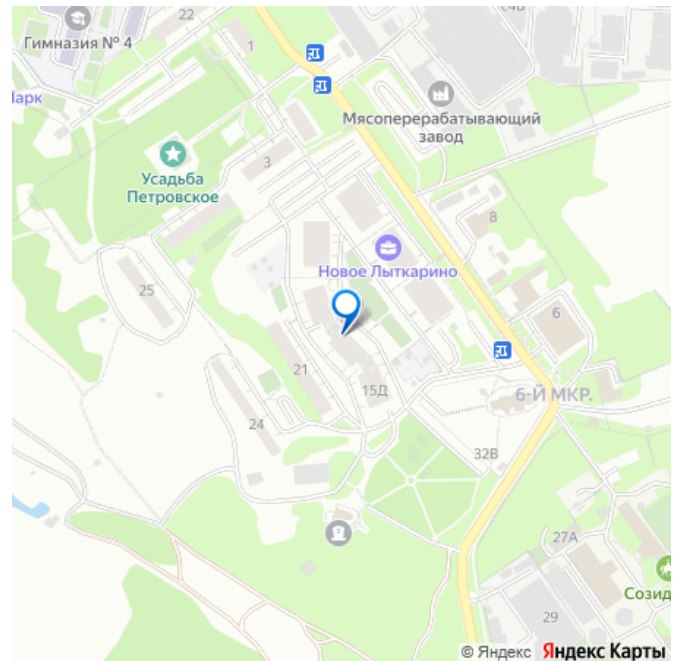 С4В
22
Гимназия № 4
1
Парк
Мясоперерабатывающий
завод
3
Усадьба
Петровское
8
Новое Лыткарино
25
6
21
15Д
6-Й МКР.
24
32В
27А
Созид
29
© Яндекс Яндекс Карты